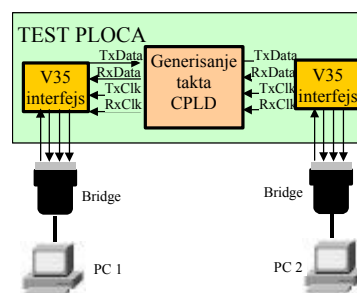 TEST PLOCA
V35
interfejs
TxData
RxData
TxClk
RxClk
Generisanje
takta
CPLD
TxData
RxData
TxClk
RxClk
V35
interfejs
Bridge
Bridge
PC 1
PC 2